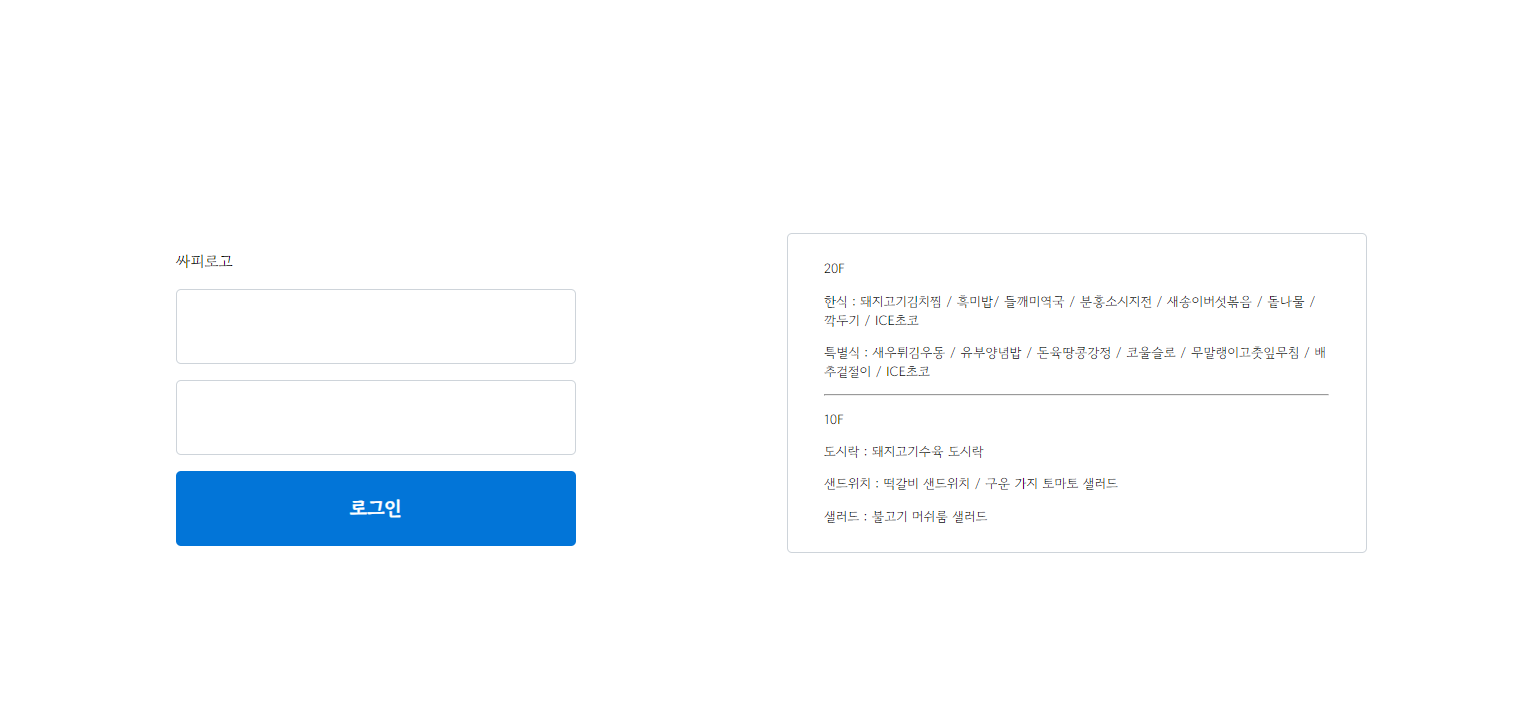 싸피로고
로그인
20F
한식 : 돼지고기김치찜 / 흑미밥/ 들깨미역국 / 분홍소시지전 / 새송이버섯볶음 / 돌나물 /
깍두기 / ICE초코
특별식 : 새우튀김우동 / 유부양념밥 / 돈육땅콩강정 / 코울슬로 / 무말랭이고춧잎무침 / 배
추겉절이 / ICE초코
10F
도시락 : 돼지고기수육 도시락
샌드위치 : 떡갈비 샌드위치 / 구운 가지 토마토 샐러드
샐러드 : 불고기 머쉬룸 샐러드